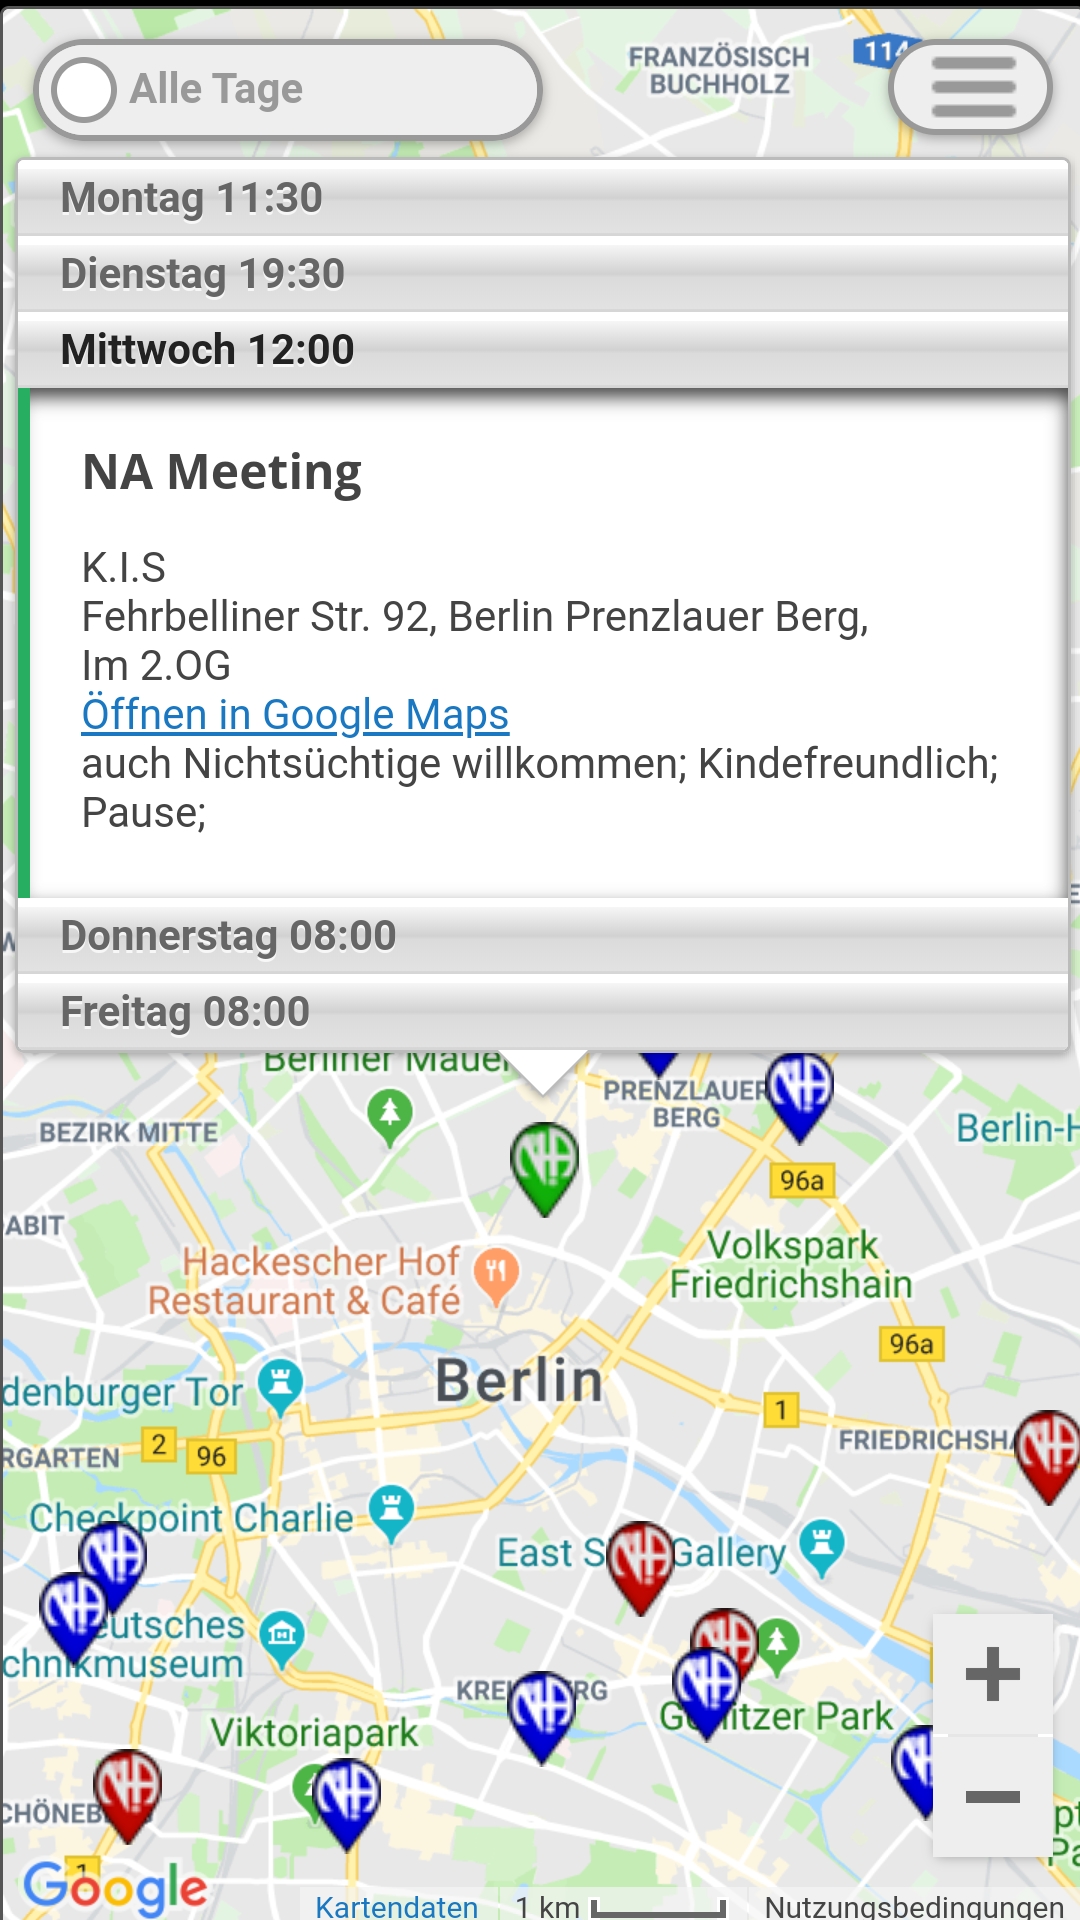 Alle Tage
FRANZÖSISCH
BUCHHOLZ
114
Montag 11:30
Dienstag 19:30
Mittwoch 12:00
NA Meeting
K.I.S
Fehrbelliner Str. 92, Berlin Prenzlauer Berg,
Im 2.OG
Öffnen in Google Maps
auch Nichtsüchtige willkommen; Kindefreundlich;
Pause;
Donnerstag 08:00
Freitag 08:00
Berliner Mauer
PRENZLAUER
BERG
BEZIRK MITTE
Berlin-H
96a
ABIT
Hackescher Hof
Restaurant & Café
Volkspark
Friedrichshain
96a
Berlin
denburger Tor
1
2
96
RGARTEN
FRIEDRICHSHA
Checkpoint Charlie
East S Gallery
eutsches
chnikmuseum
KRE RG
G litzer Park
Viktoriapark
CHÖNEB
1
Google
Kartendaten
1 km
Nutzungsbedingungen